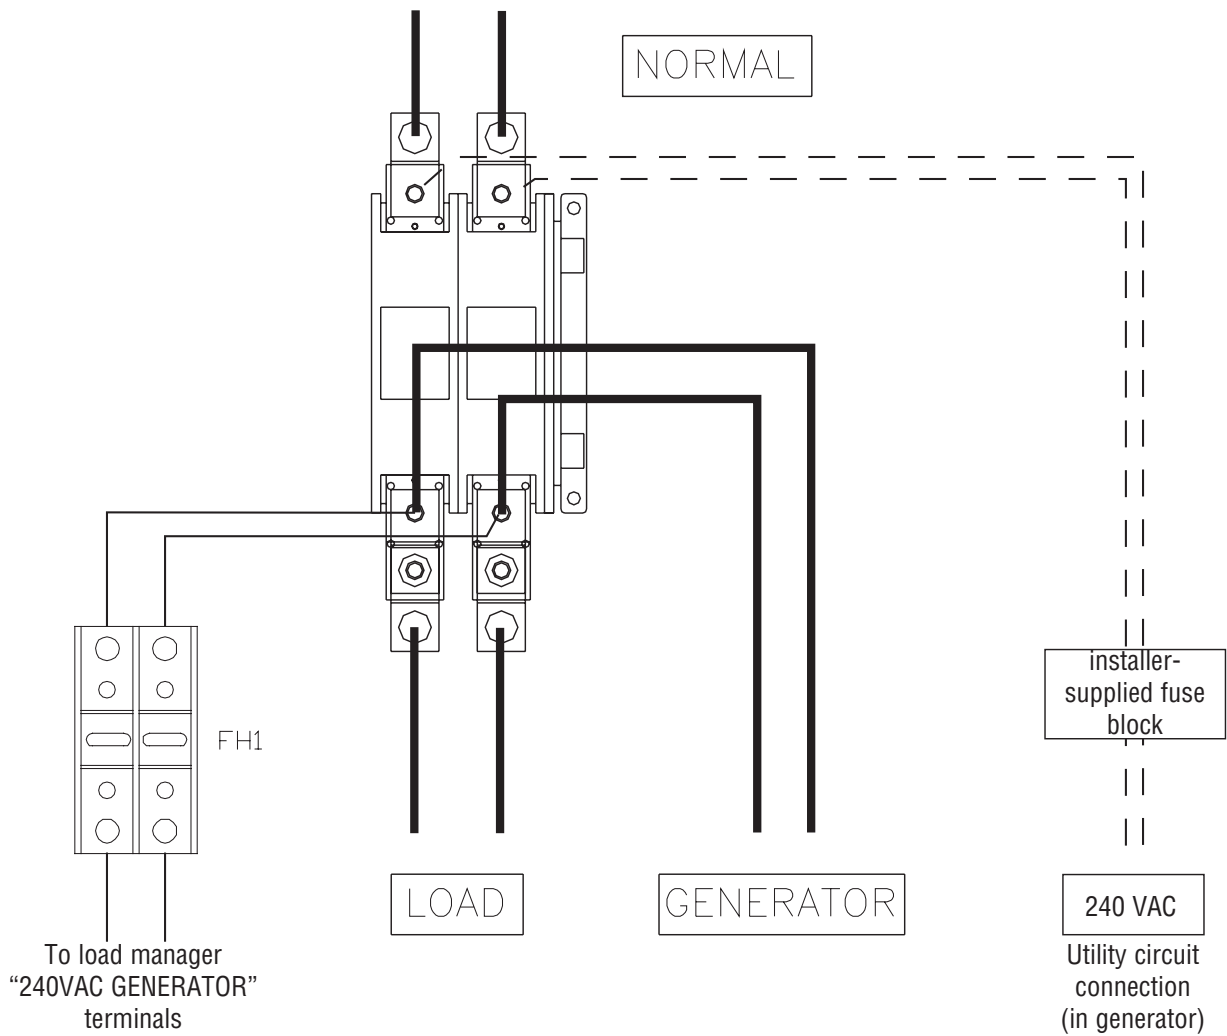 NORMAL
installer-
supplied fuse
block
FH1
LOAD
GENERATOR
240 VAC
To load manager
“240VAC GENERATOR”
terminals
Utility circuit
connection
(in generator)